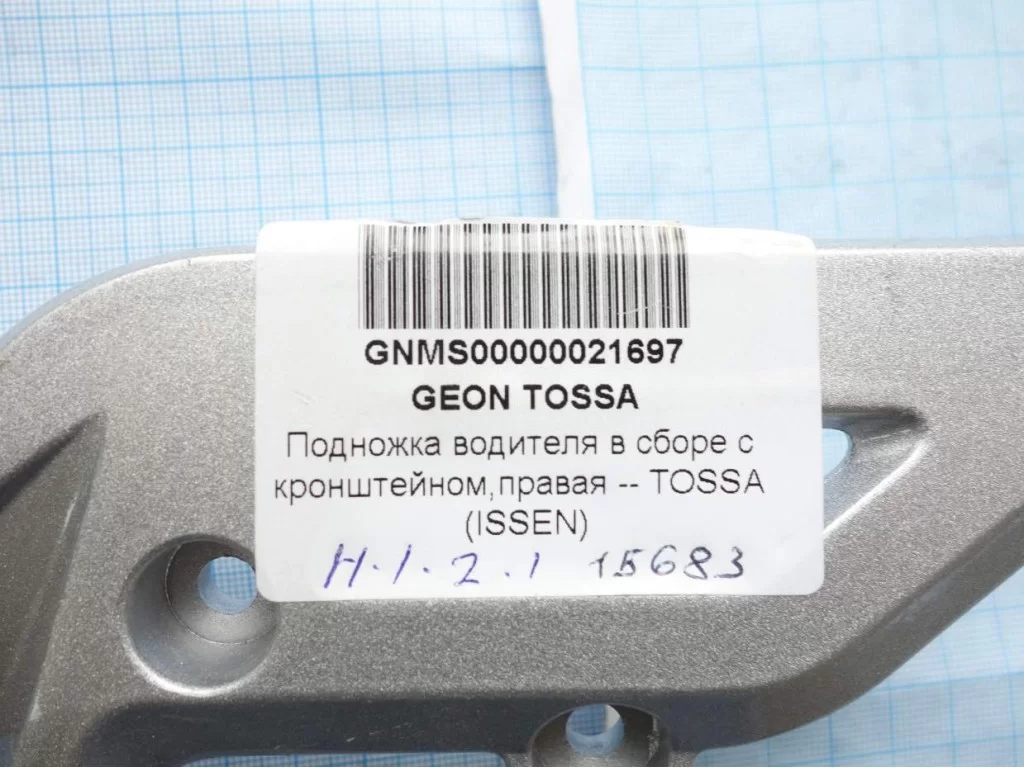 GNMS00000021697
GEON TOSSA
Подножка водителя в сборе с
кронштейном,правая -- TOSSA
(ISSEN)
Н.1.2.1 15683